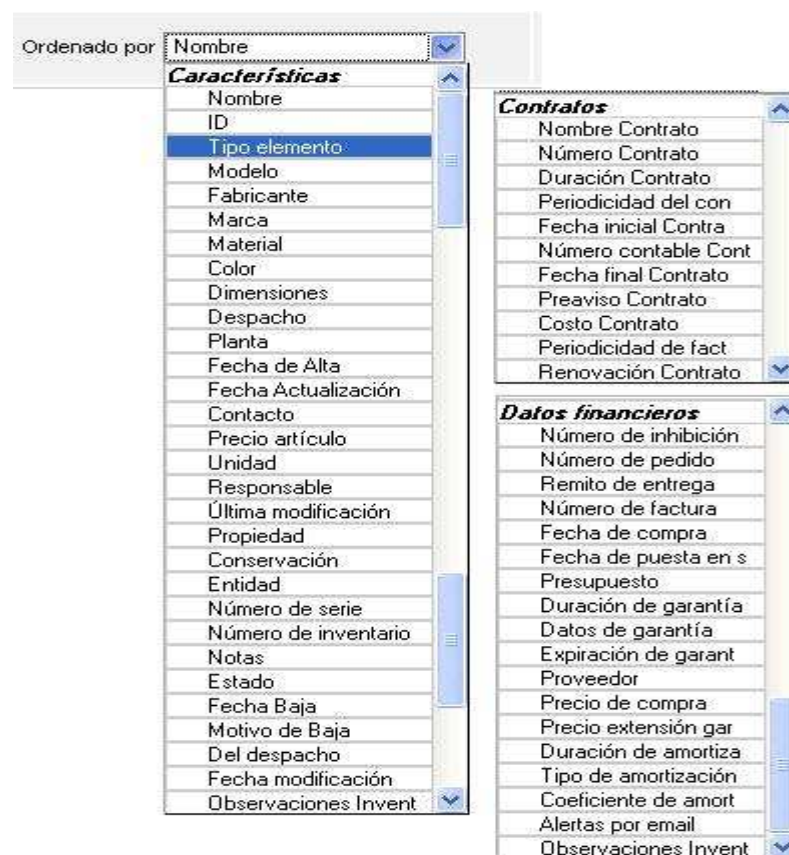 Ordenado por Nombre
Características
Nombre
ID
Tipo elemento
Modelo
Fabricante
Marca
Material
Color
Dimensiones
Despacho
Planta
Fecha de Alta
Fecha Actualización
Contacto
Precio artículo
Unidad
Responsable
Última modificación
Propiedad
Conservación
Entidad
Número de serie
Número de inventario
Notas
Estado
Fecha Baja
Motivo de Baja
Del despacho
Fecha modificación
Observaciones Invent
Contratos
Nombre Contrato
Número Contrato
Duración Contrato
Periodicidad del con
Fecha inicial Contra
Número contable Cont
Fecha final Contrato
Preaviso Contrato
Costo Contrato
Periodicidad de fact
Renovación Contrato
Datos financieros
Número de inhibición
Número de pedido
Remito de entrega
Número de factura
Fecha de compra
Fecha de puesta en s
Presupuesto
Duración de garantía
Datos de garantía
Expiración de garant
Proveedor
Precio de compra
Precio extensión gar
Duración de amortiza
Tipo de amortización
Coeficiente de amort
Alertas por email
Observaciones Invent